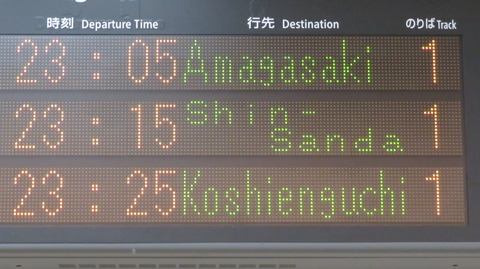 時刻 Departure Time 行先 Destination のりば Track
23:05 Amagasaki 1
23:15 Shin-Sanda 1
23:25 Koshienguchi 1